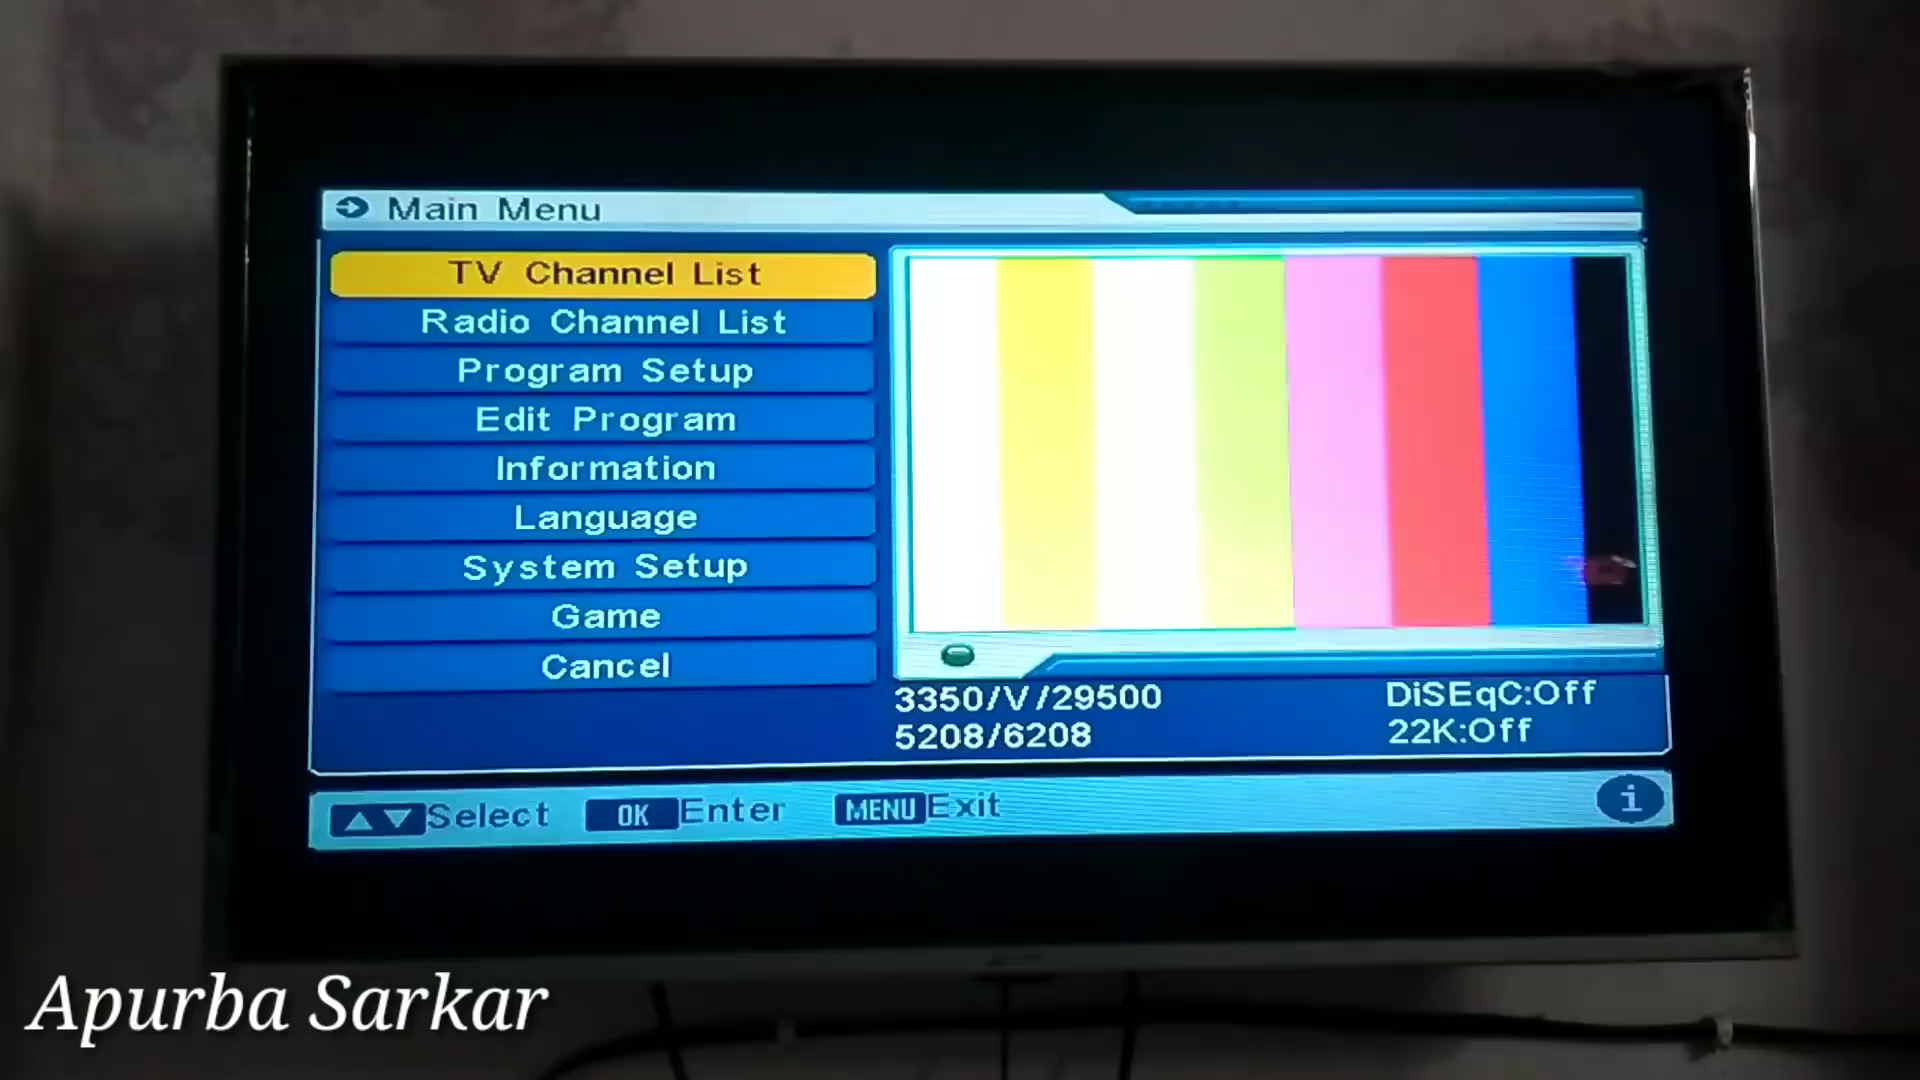 Main Menu
TV Channel List
Radio Channel List
Program Setup
Edit Program
Information
Language
System Setup
Game
Cancel
3350/V/29500
DiSEqC:Off
5208/6208
22K:Off
Select OK Enter MENU Exit
i
Apurba Sarkar